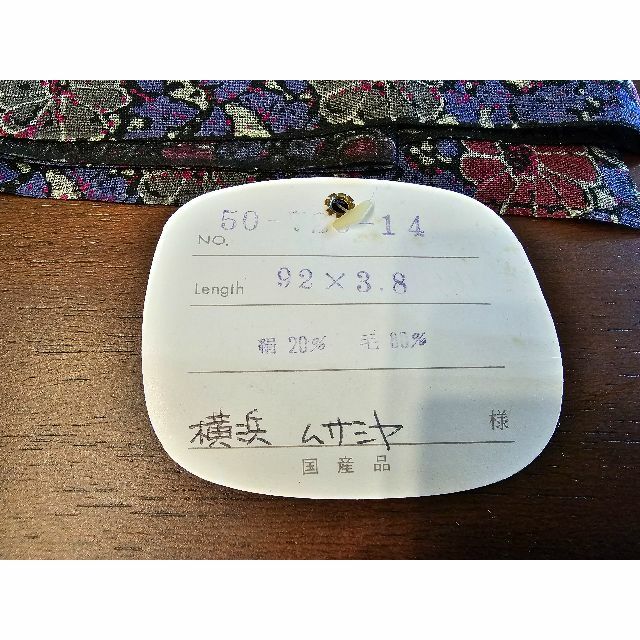 NO. 50- -14
Length 92×3.8
絹 20% 毛 80%
横浜 ムサシヤ 様
国産品